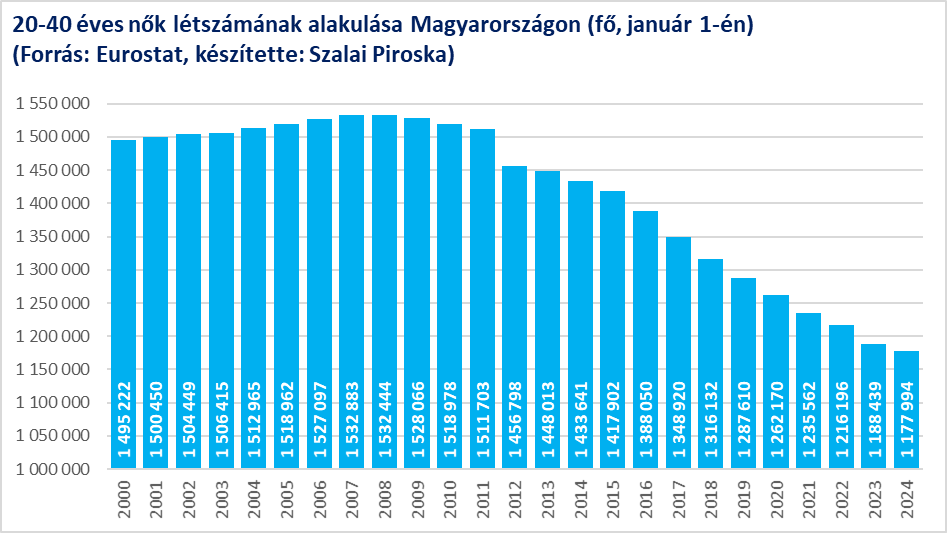 20-40 éves nők létszámának alakulása Magyarországon (fő, január 1-én)
(Forrás: Eurostat, készítette: Szalai Piroska)
1 550 000
1 500 000
1 450 000
1 400 000
1 350 000
1 300 000
1 250 000
1 200 000
1 150 000
1 100 000
1 050 000
1 000 000
1 495 222
1 500 450
1 504 449
1 506 415
1 512 965
1 518 962
1 527 097
1 532 883
1 532 444
1 528 066
1 518 978
1 511 703
1 456 798
1 448 013
1 433 641
1 417 902
1 388 050
1 348 920
1 316 132
1 287 610
1 262 170
1 235 562
1 216 196
1 188 439
1 177 994
2000
2001
2002
2003
2004
2005
2006
2007
2008
2009
2010
2011
2012
2013
2014
2015
2016
2017
2018
2019
2020
2021
2022
2023
2024